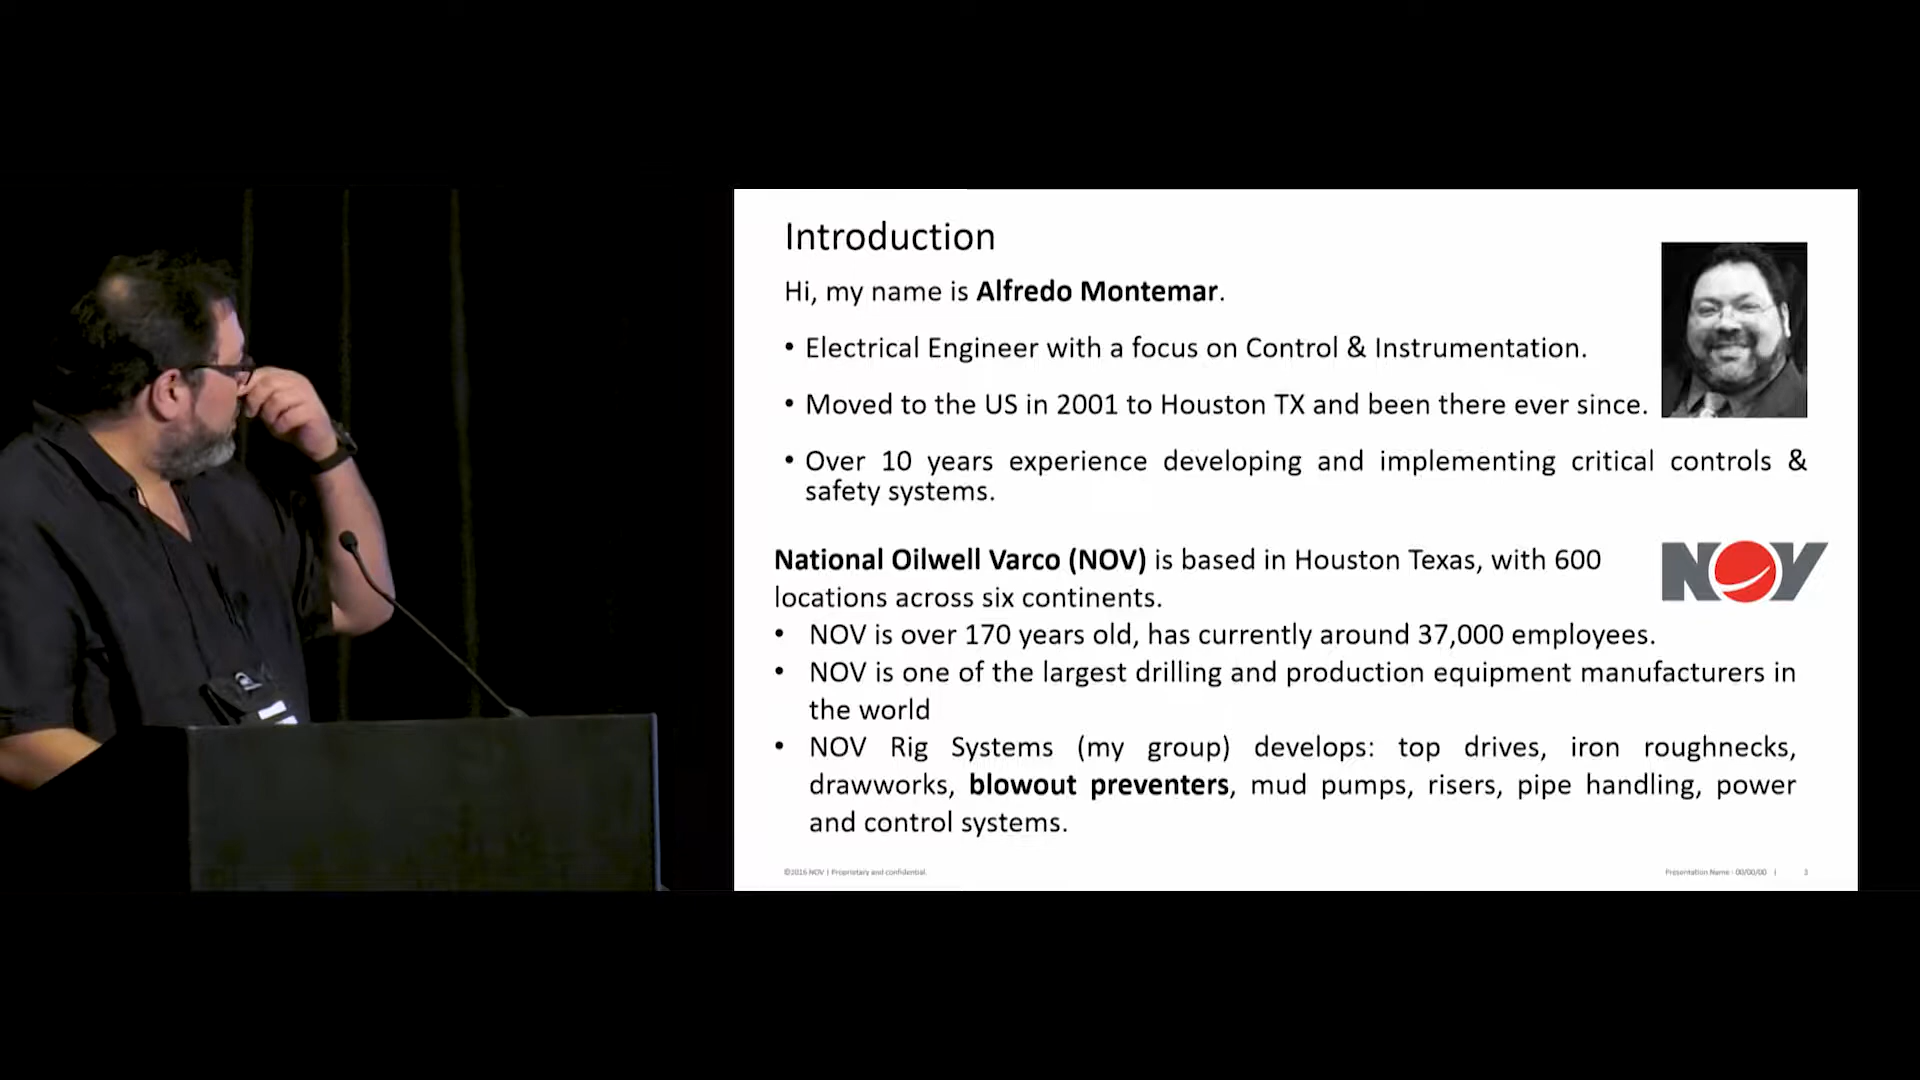 Introduction
Hi, my name is Alfredo Montemar.
• Electrical Engineer with a focus on Control & Instrumentation.
• Moved to the US in 2001 to Houston TX and been there ever since.
• Over 10 years experience developing and implementing critical controls &
safety systems.
National Oilwell Varco (NOV) is based in Houston Texas, with 600
locations across six continents.
NOV
• NOV is over 170 years old, has currently around 37,000 employees.
• NOV is one of the largest drilling and production equipment manufacturers in
the world
• NOV Rig Systems (my group) develops: top drives, iron roughnecks,
drawworks, blowout preventers, mud pumps, risers, pipe handling, power
and control systems.
©2016 NOV | Proprietary and confidential.
Presentation Name - 00/00/00 | 3